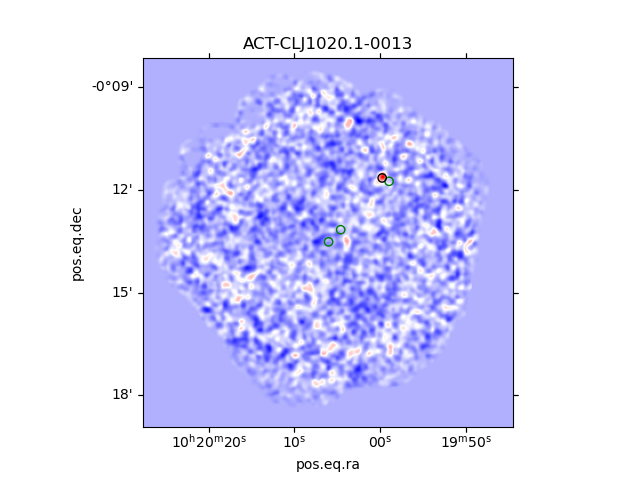 ACT-CLJ1020.1-0013
-0°09'
12'
15'
18'
pos.eq.dec
10ʰ20ᵐ20ˢ 10ˢ 00ˢ 19ᵐ50ˢ
pos.eq.ra